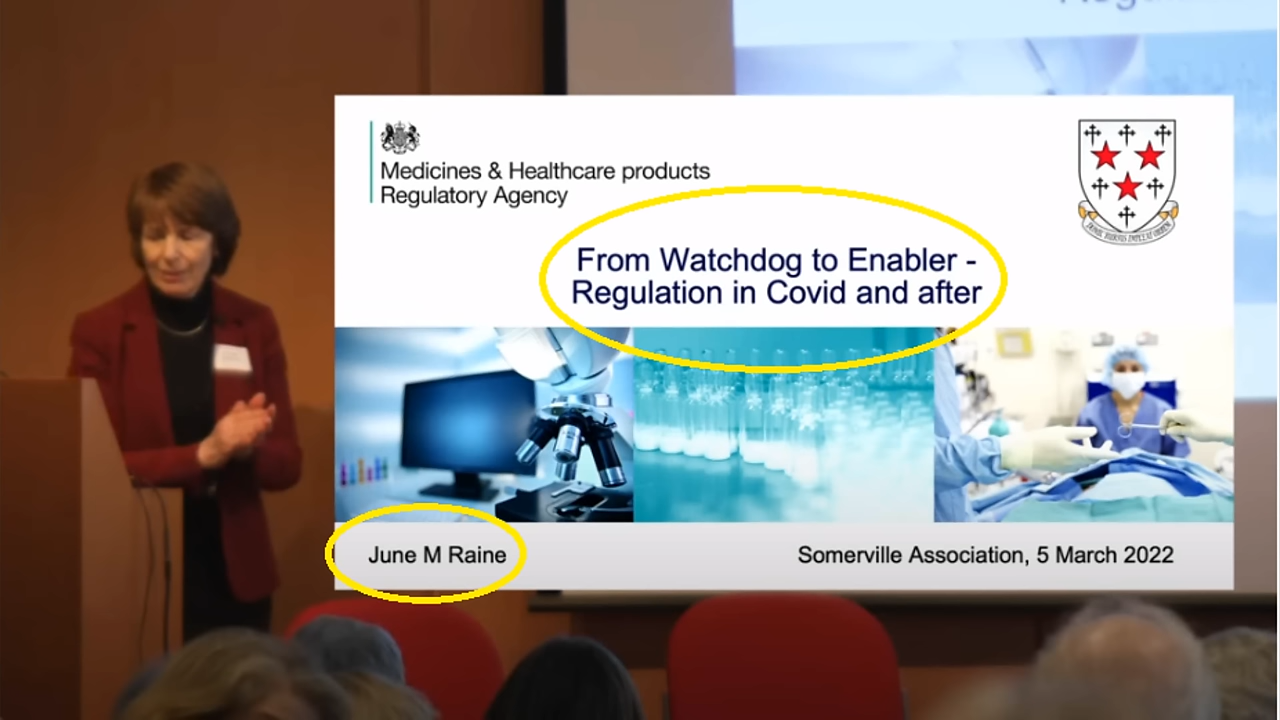 Medicines & Healthcare products
Regulatory Agency
From Watchdog to Enabler -
Regulation in Covid and after
June M Raine
Somerville Association, 5 March 2022